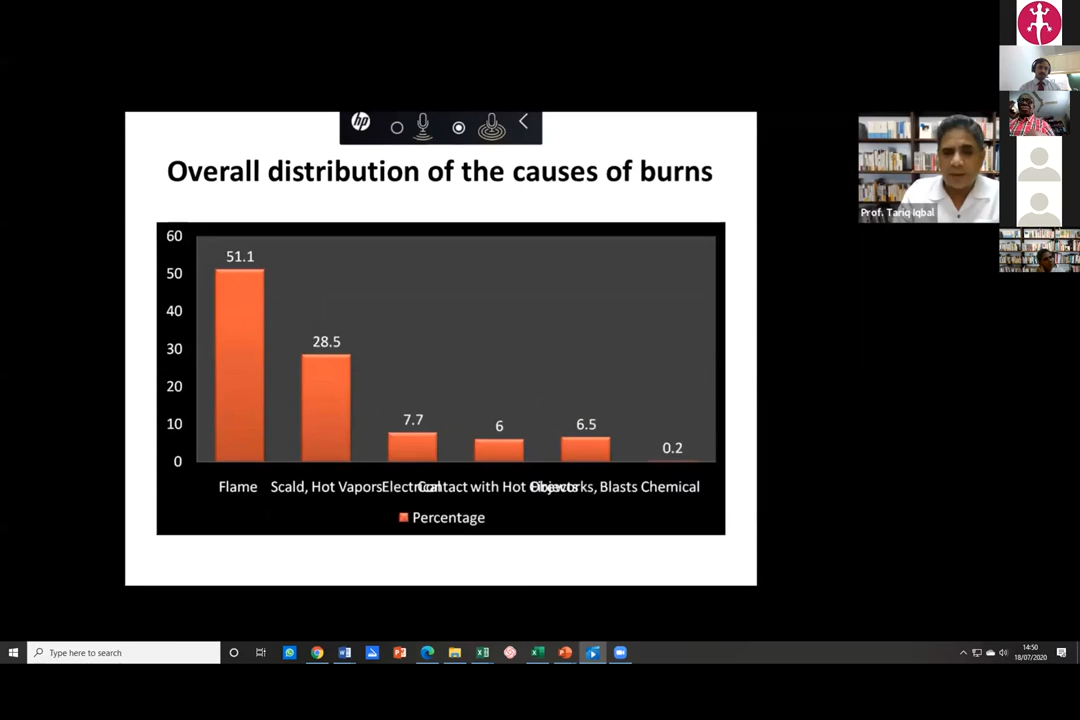 hp
Overall distribution of the causes of burns
60
50
40
30
20
10
0
51.1
28.5
7.7
6
6.5
0.2
Flame
Scald, Hot Vapors
Electrical
Contact with Hot Objects
Fireworks, Blasts
Chemical
Percentage
Prof. Tariq Iqbal
Type here to search
14:50
18/07/2020